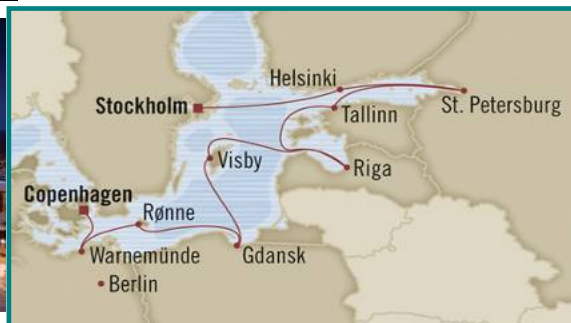 Helsinki
Stockholm
Tallinn
St. Petersburg
Visby
Riga
Copenhagen
Rønne
Warnemünde
Gdansk
Berlin